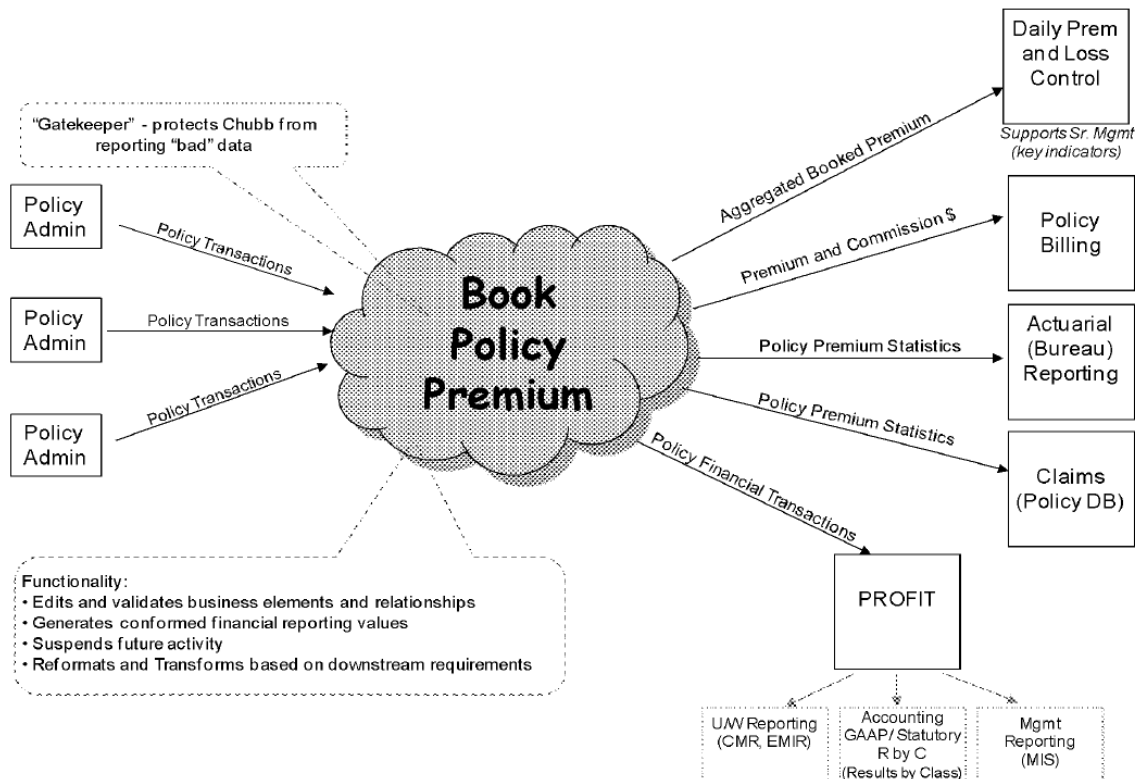 Daily Prem
and Loss
Control
Supports Sr. Mgmt
(key indicators)
"Gatekeeper" - protects Chubb from
reporting "bad" data
Aggregated Booked Premium
Policy
Admin
Policy Transactions
Premium and Commission $
Policy
Billing
Policy
Admin
Policy Transactions
Book
Policy
Premium
Policy Premium Statistics
Actuarial
(Bureau)
Reporting
Policy
Admin
Policy Transactions
Policy Premium Statistics
Claims
(Policy DB)
Policy Financial Transactions
Functionality:
• Edits and validates business elements and relationships
• Generates conformed financial reporting values
• Suspends future activity
• Reformats and Transforms based on downstream requirements
PROFIT
U/W Reporting
(CMR, EMIR)
Accounting
GAAP/ Statutory
R by C
(Results by Class)
Mgmt
Reporting
(MIS)